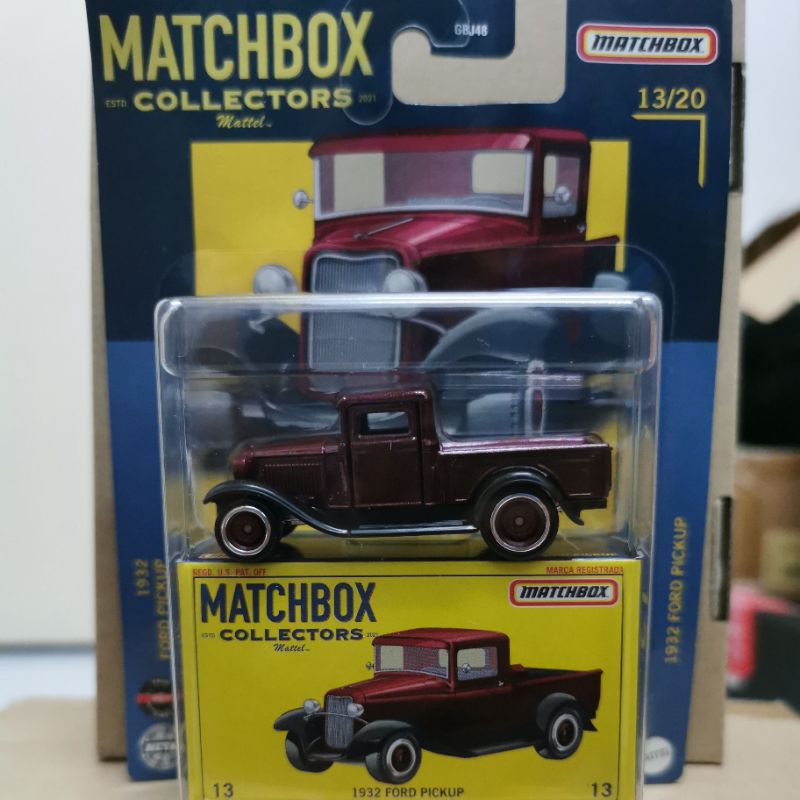 MATCHBOX
ESTD. COLLECTORS 2021
Mattel
GBJ48
MATCHBOX
13/20
1932
FORD PICKUP
1932 FORD PICKUP
REGD. U.S. PAT. OFF
MARCA REGISTRADA
MATCHBOX
ESTD. COLLECTORS 2021
Mattel
MATCHBOX
13
1932 FORD PICKUP
13